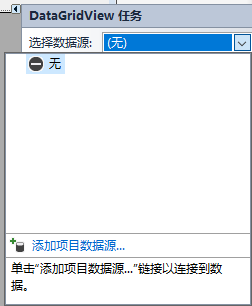 DataGridView 任务
选择数据源: (无)
无
添加项目数据源...
单击“添加项目数据源...”链接以连接到数
据。